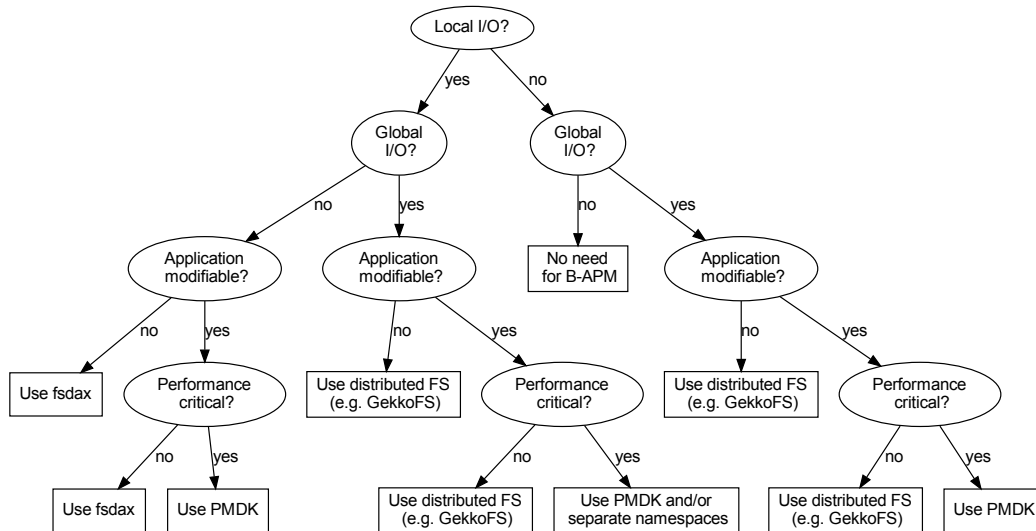 Local I/O?
yes
no
Global
I/O?
Global
I/O?
no
yes
no
yes
Application
modifiable?
Application
modifiable?
No need
for B-APM
Application
modifiable?
no
yes
no
yes
no
yes
Use fsdax
Performance
critical?
Use distributed FS
(e.g. GekkoFS)
Performance
critical?
Use distributed FS
(e.g. GekkoFS)
Performance
critical?
no
yes
no
yes
no
yes
Use fsdax
Use PMDK
Use distributed FS
(e.g. GekkoFS)
Use PMDK and/or
separate namespaces
Use distributed FS
(e.g. GekkoFS)
Use PMDK